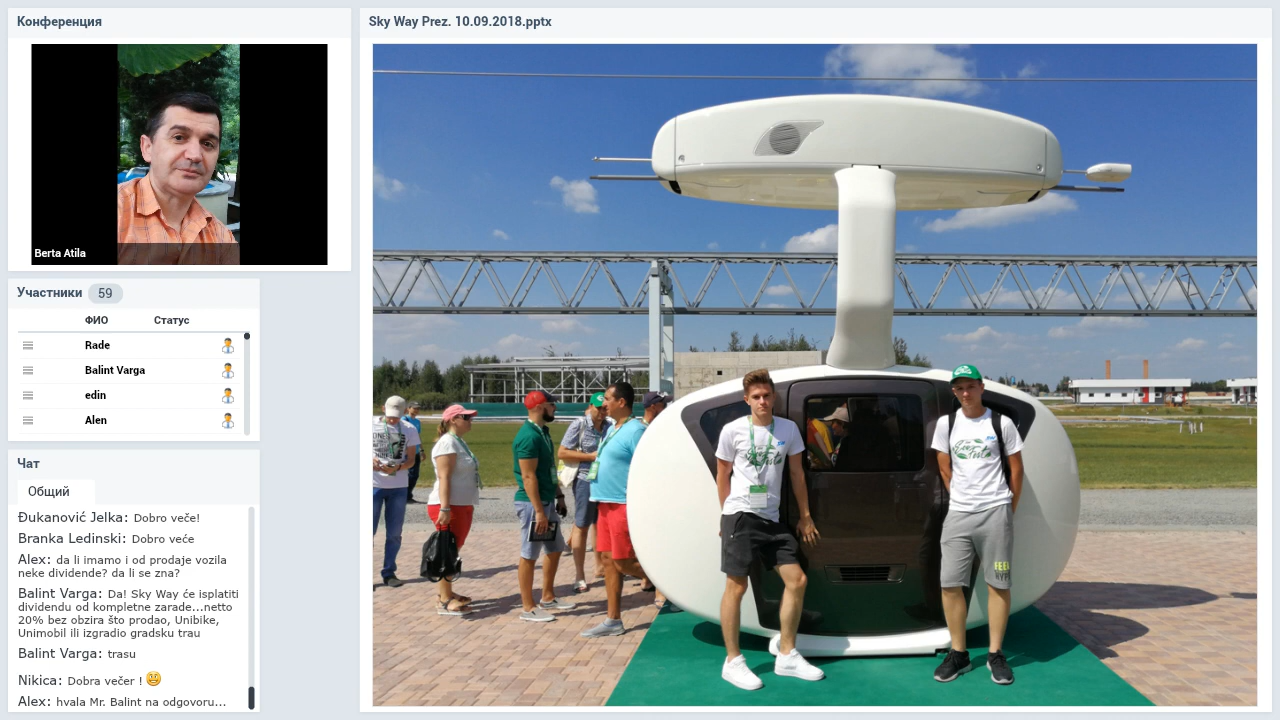 Конференция
Berta Atila
Участники 59
ФИО Статус
Rade
Balint Varga
edin
Alen
Чат
Общий
Đukanović Jelka: Dobro veče!
Branka Ledinski: Dobro veće
Alex: da li imamo i od prodaje vozila
neke dividende? da li se zna?
Balint Varga: Da! Sky Way će isplatiti
dividendu od kompletne zarade...netto
20% bez obzira što prodao, Unibike,
Unimobil ili izgradio gradsku trau
Balint Varga: trasu
Nikica: Dobra večer !
Alex: hvala Mr. Balint na odgovoru...
Sky Way Prez. 10.09.2018.pptx